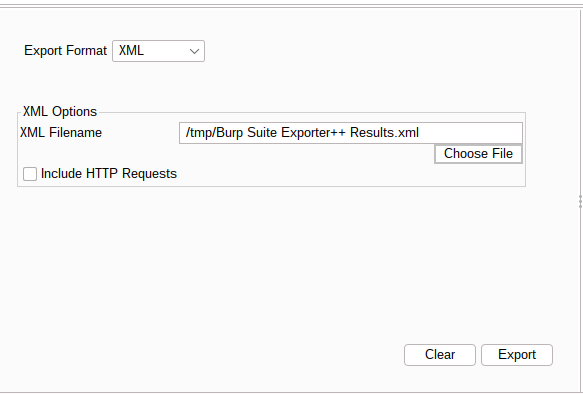 Export Format XML
XML Options
XML Filename /tmp/Burp Suite Exporter++ Results.xml
Choose File
Include HTTP Requests
Clear Export